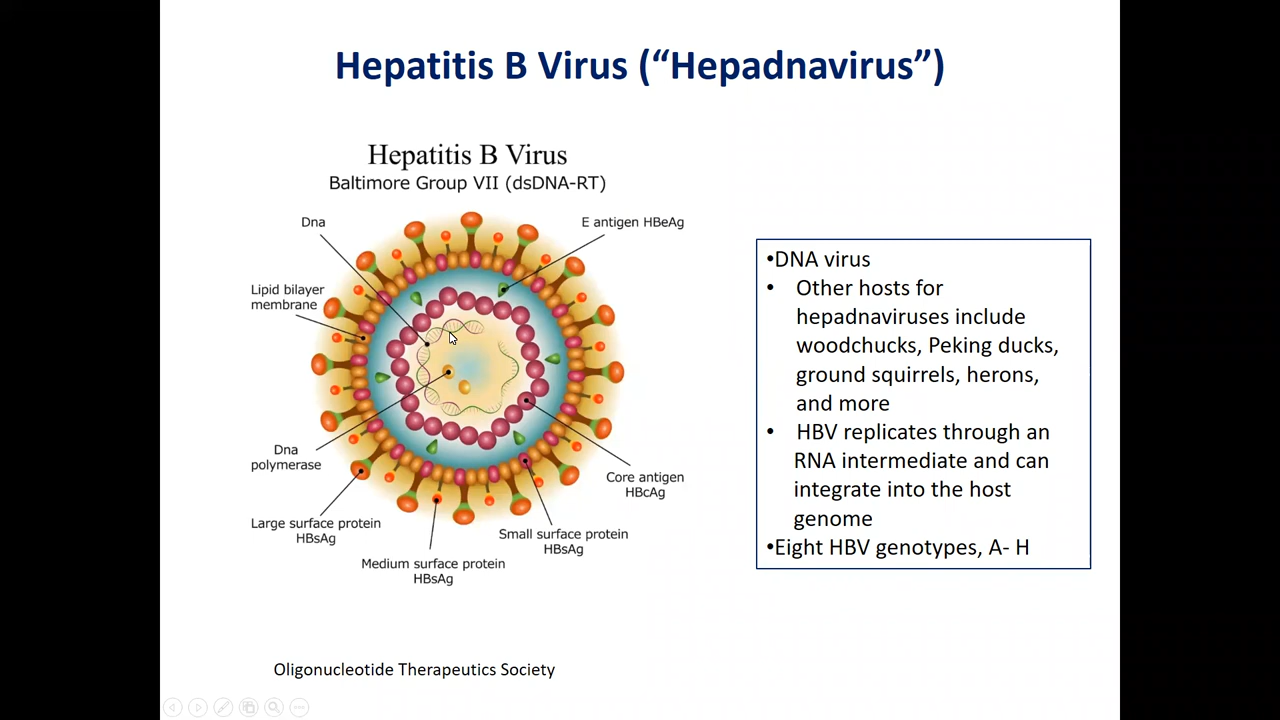 Hepatitis B Virus (“Hepadnavirus”)
Hepatitis B Virus
Baltimore Group VII (dsDNA-RT)
Dna
E antigen HBeAg
Lipid bilayer
membrane
Dna
polymerase
Core antigen
HBcAg
Large surface protein
HBsAg
Small surface protein
HBsAg
Medium surface protein
HBsAg
•DNA virus
• Other hosts for
hepadnaviruses include
woodchucks, Peking ducks,
ground squirrels, herons,
and more
• HBV replicates through an
RNA intermediate and can
integrate into the host
genome
•Eight HBV genotypes, A- H
Oligonucleotide Therapeutics Society